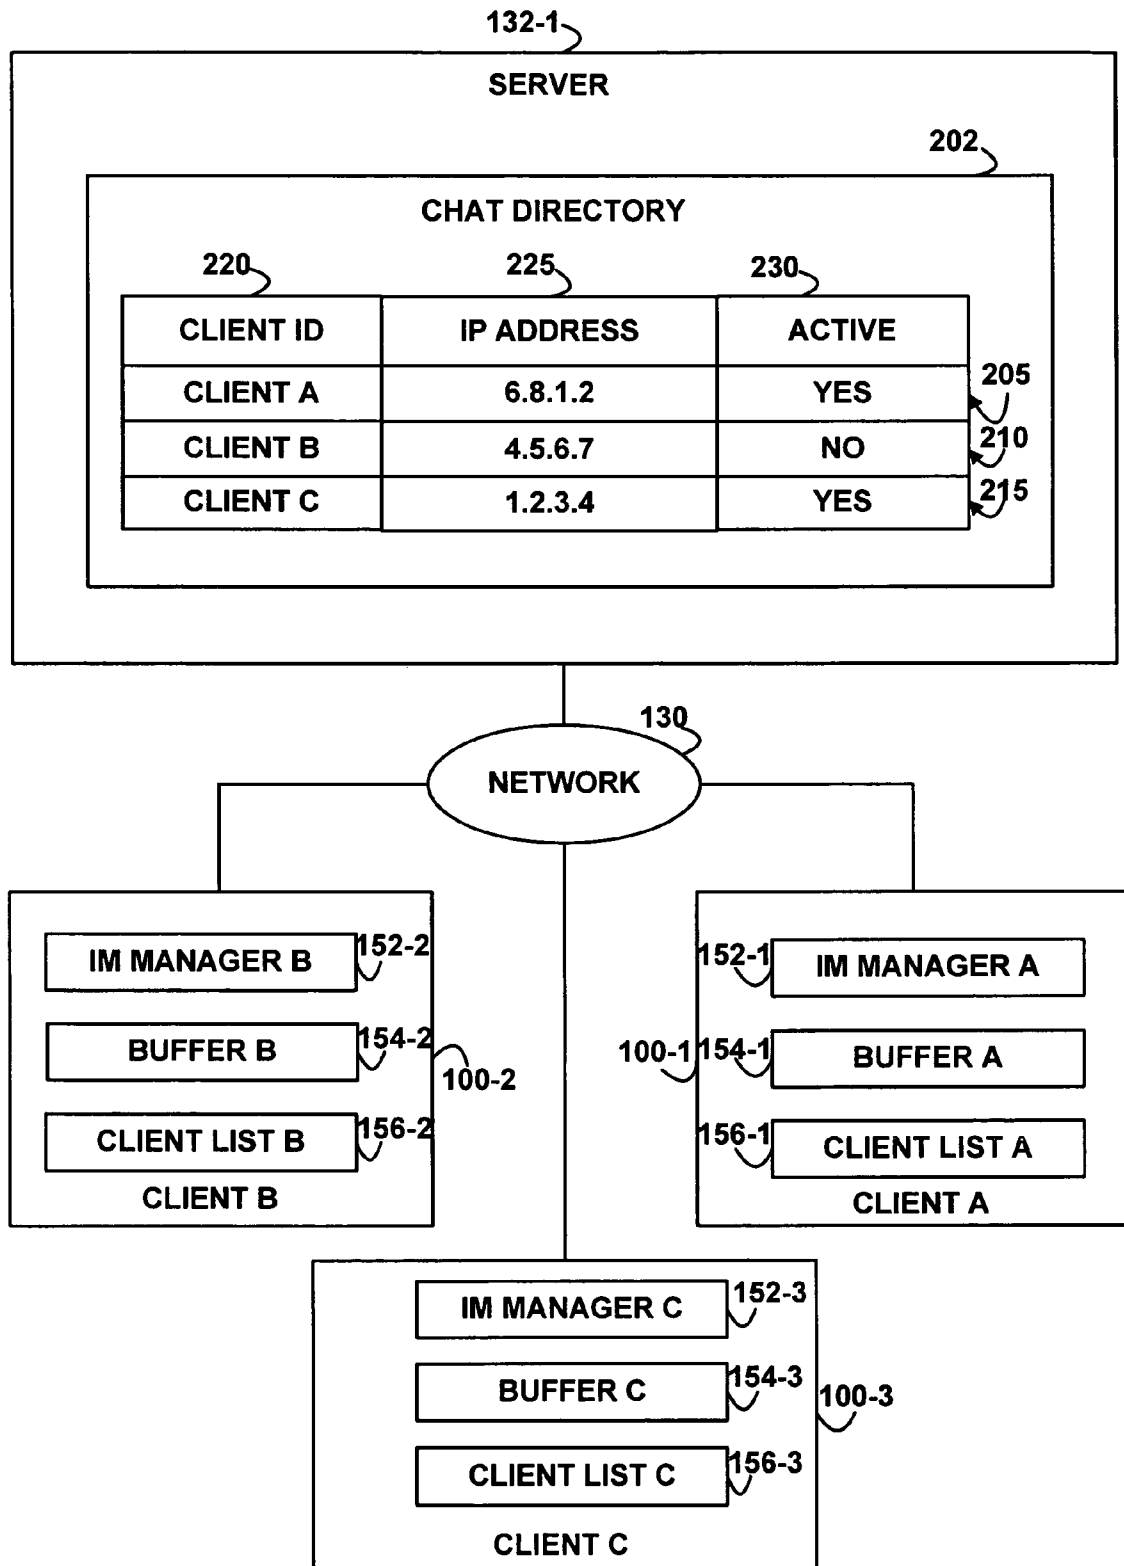 132-1
SERVER
202
CHAT DIRECTORY
220 225 230
CLIENT ID IP ADDRESS ACTIVE
CLIENT A 6.8.1.2 YES 205
CLIENT B 4.5.6.7 NO 210
CLIENT C 1.2.3.4 YES 215
130
NETWORK
IM MANAGER B 152-2
BUFFER B 154-2
100-2
CLIENT LIST B 156-2
CLIENT B
152-1 IM MANAGER A
100-1 154-1 BUFFER A
156-1 CLIENT LIST A
CLIENT A
IM MANAGER C 152-3
BUFFER C 154-3
100-3
CLIENT LIST C 156-3
CLIENT C